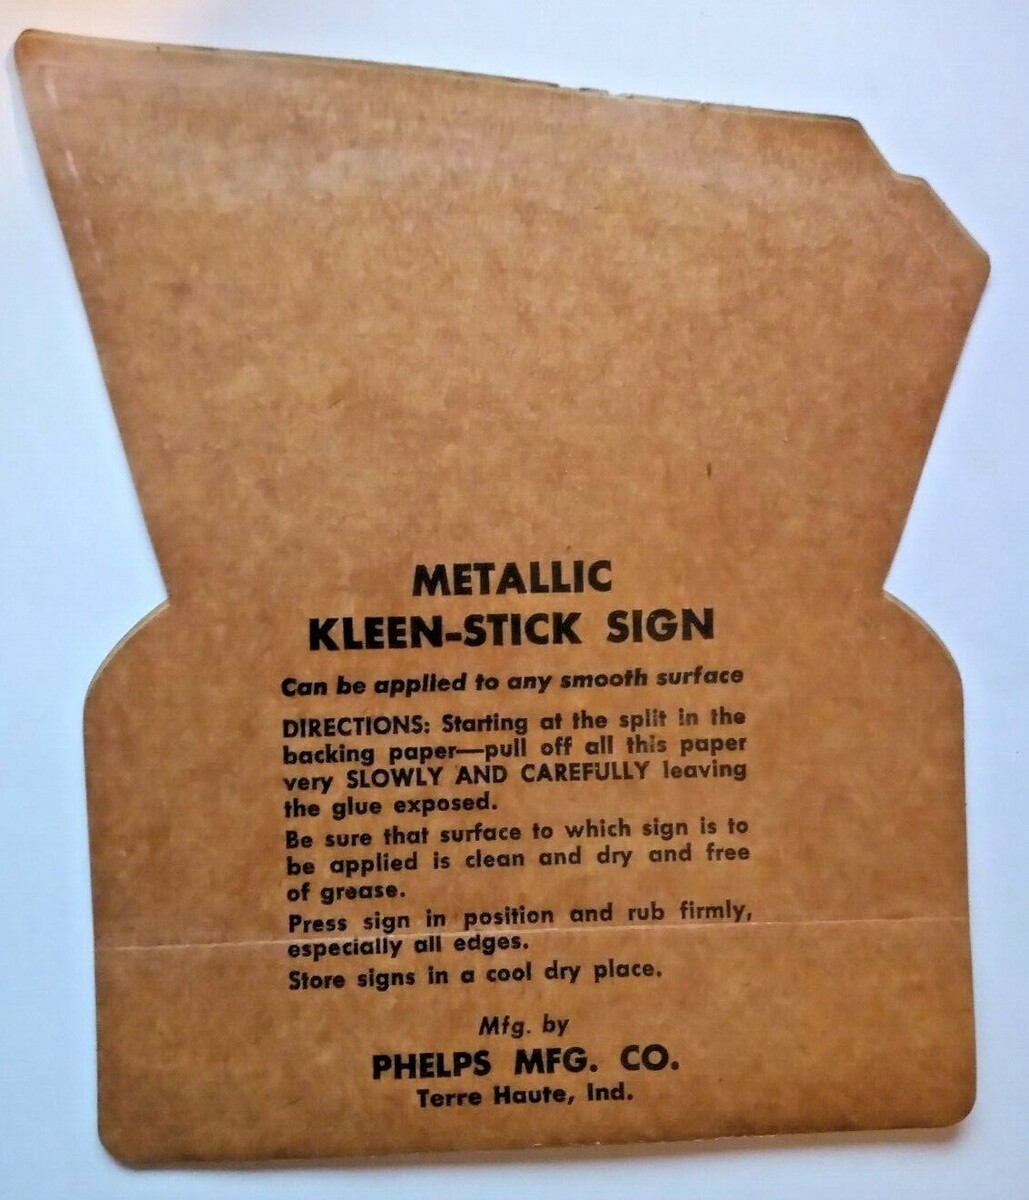 METALLIC
KLEEN-STICK SIGN
Can be applied to any smooth surface
DIRECTIONS: Starting at the split in the
backing paper—pull off all this paper
very SLOWLY AND CAREFULLY leaving
the glue exposed.
Be sure that surface to which sign is to
be applied is clean and dry and free
of grease.
Press sign in position and rub firmly,
especially all edges.
Store signs in a cool dry place.
Mfg. by
PHELPS MFG. CO.
Terre Haute, Ind.